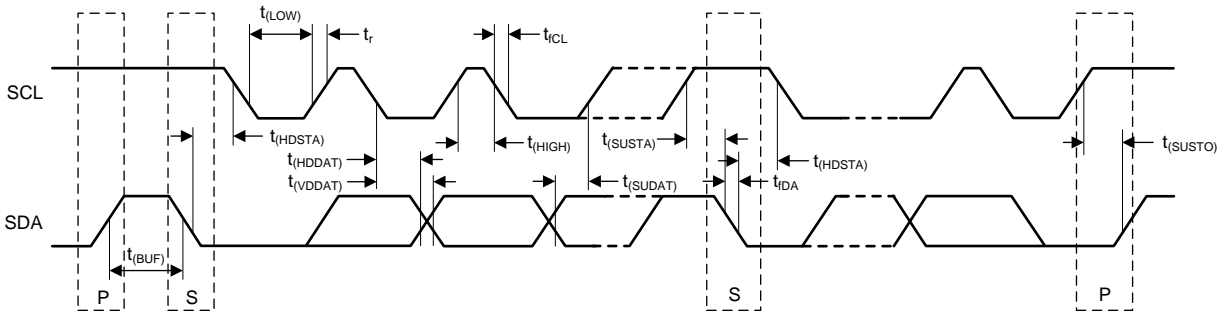 t(LOW)
tr
tfCL
SCL
t(HDSTA)
t(HDDAT)
t(HIGH)
t(SUSTA)
t(HDSTA)
t(SUSTO)
t(VDDAT)
t(SUDAT)
tfDA
SDA
t(BUF)
P
S
S
P